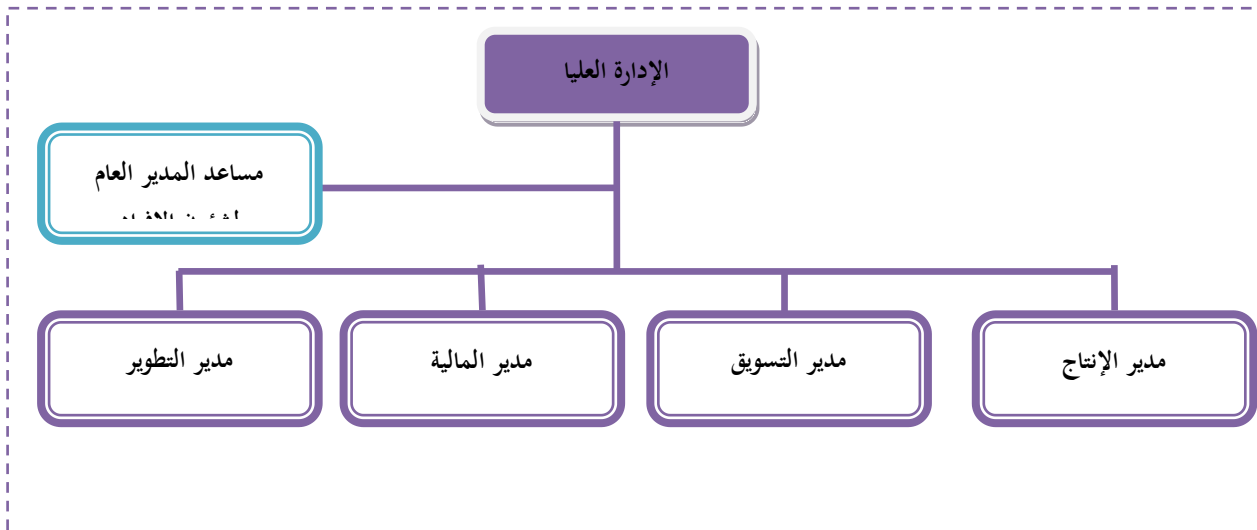 الإدارة العليا
مساعد المدير العام
مدير الإنتاج
مدير التسويق
مدير المالية
مدير التطوير